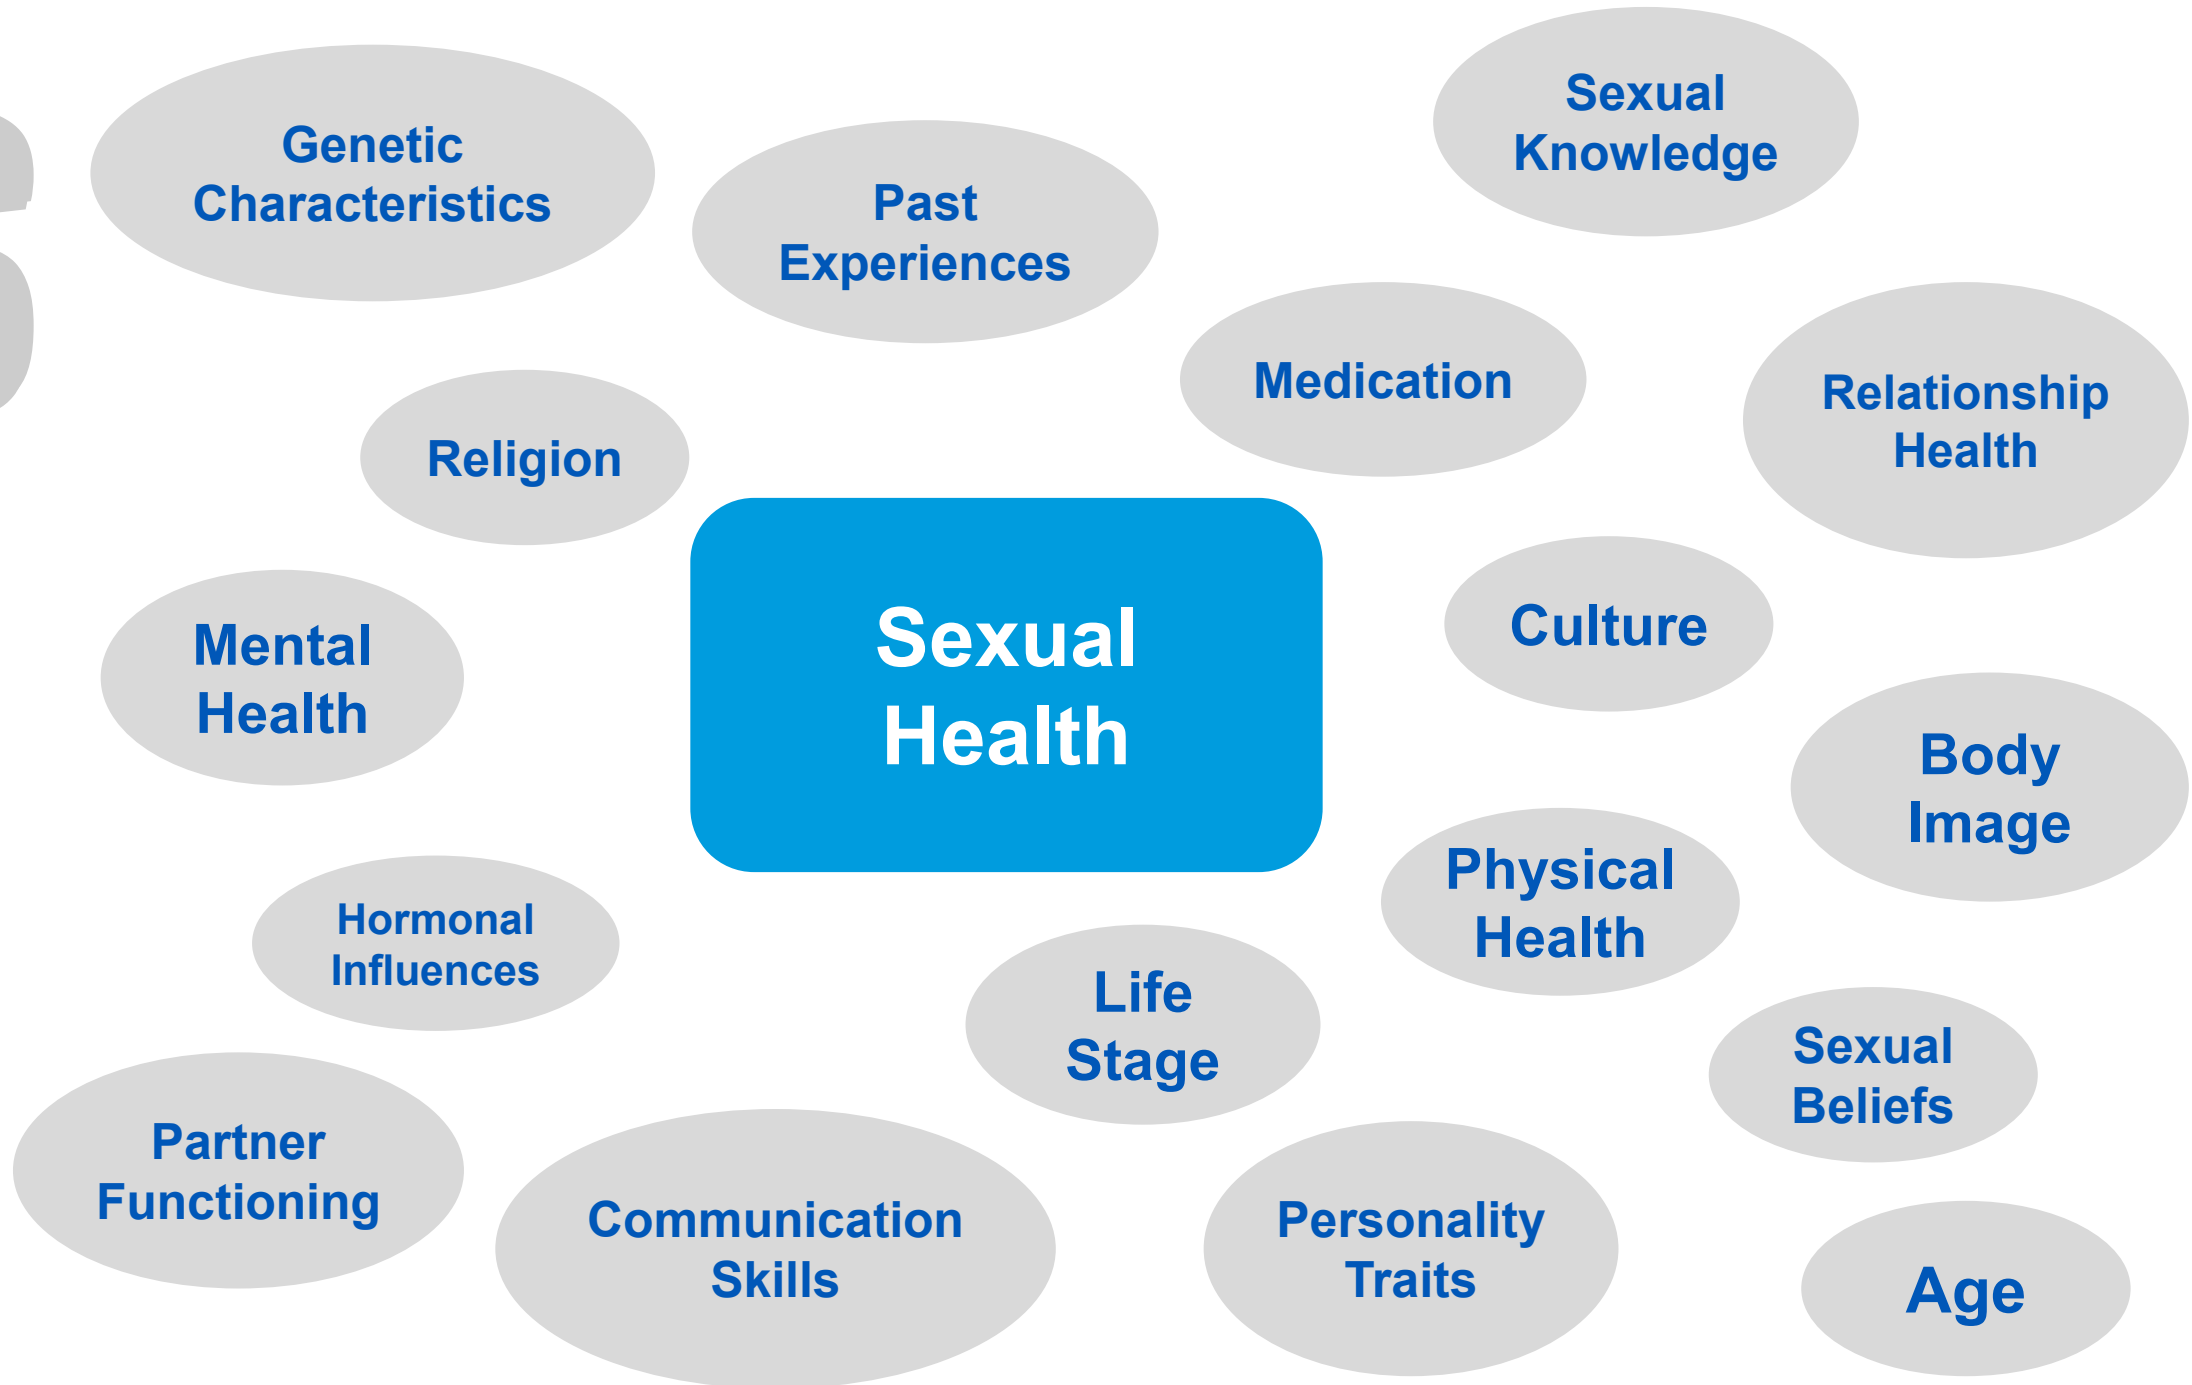 Genetic
Characteristics
Past
Experiences
Sexual
Knowledge
Medication
Relationship
Health
Religion
Sexual
Health
Culture
Mental
Health
Body
Image
Physical
Health
Hormonal
Influences
Life
Stage
Sexual
Beliefs
Partner
Functioning
Communication
Skills
Personality
Traits
Age